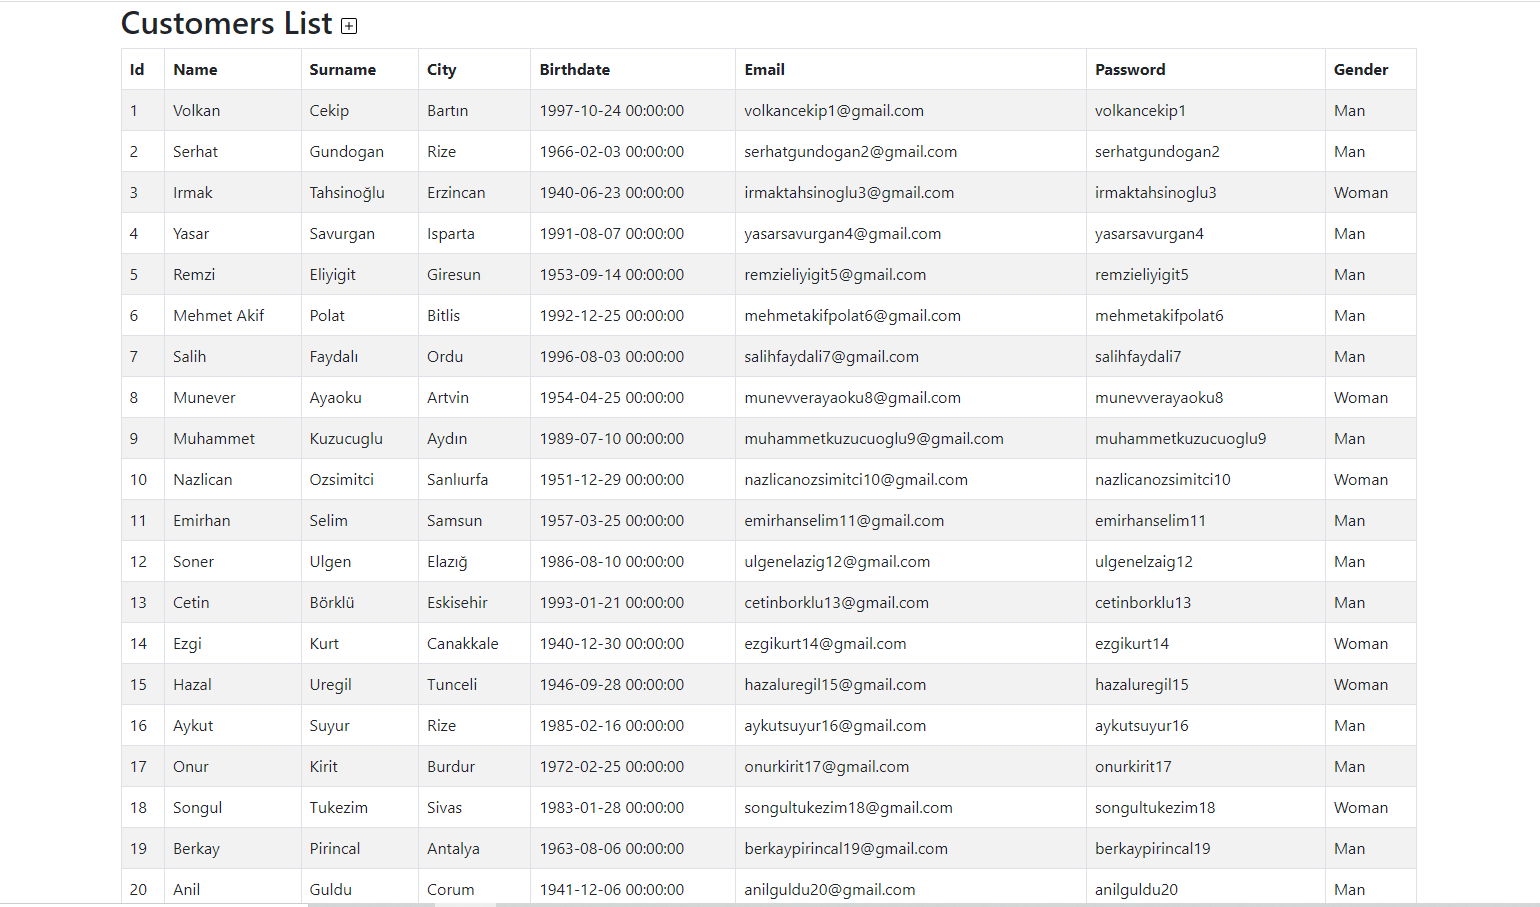 Customers List
Id Name Surname City Birthdate Email Password Gender
1 Volkan Cekip Bartın 1997-10-24 00:00:00 volkancekip1@gmail.com volkancekip1 Man
2 Serhat Gundogan Rize 1966-02-03 00:00:00 serhatgundogan2@gmail.com serhatgundogan2 Man
3 Irmak Tahsinoğlu Erzincan 1940-06-23 00:00:00 irmaktahsinoglu3@gmail.com irmaktahsinoglu3 Woman
4 Yasar Savurgan Isparta 1991-08-07 00:00:00 yasarsavurgan4@gmail.com yasarsavurgan4 Man
5 Remzi Eliyigit Giresun 1953-09-14 00:00:00 remzieliyigit5@gmail.com remzieliyigit5 Man
6 Mehmet Akif Polat Bitlis 1992-12-25 00:00:00 mehmetakifpolat6@gmail.com mehmetakifpolat6 Man
7 Salih Faydalı Ordu 1996-08-03 00:00:00 salihfaydali7@gmail.com salihfaydali7 Man
8 Munever Ayaoku Artvin 1954-04-25 00:00:00 munevverayaoku8@gmail.com munevverayaoku8 Woman
9 Muhammet Kuzucuglu Aydın 1989-07-10 00:00:00 muhammetkuzucuoglu9@gmail.com muhammetkuzucuoglu9 Man
10 Nazlican Ozsimitci Sanlıurfa 1951-12-29 00:00:00 nazlicanozsimitci10@gmail.com nazlicanozsimitci10 Woman
11 Emirhan Selim Samsun 1957-03-25 00:00:00 emirhanselim11@gmail.com emirhanselim11 Man
12 Soner Ulgen Elazığ 1986-08-10 00:00:00 ulgenelazig12@gmail.com ulgenelzaig12 Man
13 Cetin Börklü Eskisehir 1993-01-21 00:00:00 cetinborklu13@gmail.com cetinborklu13 Man
14 Ezgi Kurt Canakkale 1940-12-30 00:00:00 ezgikurt14@gmail.com ezgikurt14 Woman
15 Hazal Uregil Tunceli 1946-09-28 00:00:00 hazaluregil15@gmail.com hazaluregil15 Woman
16 Aykut Suyur Rize 1985-02-16 00:00:00 aykutsuyur16@gmail.com aykutsuyur16 Man
17 Onur Kirit Burdur 1972-02-25 00:00:00 onurkirit17@gmail.com onurkirit17 Man
18 Songul Tukezim Sivas 1983-01-28 00:00:00 songultukezim18@gmail.com songultukezim18 Woman
19 Berkay Pirincal Antalya 1963-08-06 00:00:00 berkaypirincal19@gmail.com berkaypirincal19 Man
20 Anil Guldu Corum 1941-12-06 00:00:00 anilguldu20@gmail.com anilguldu20 Man